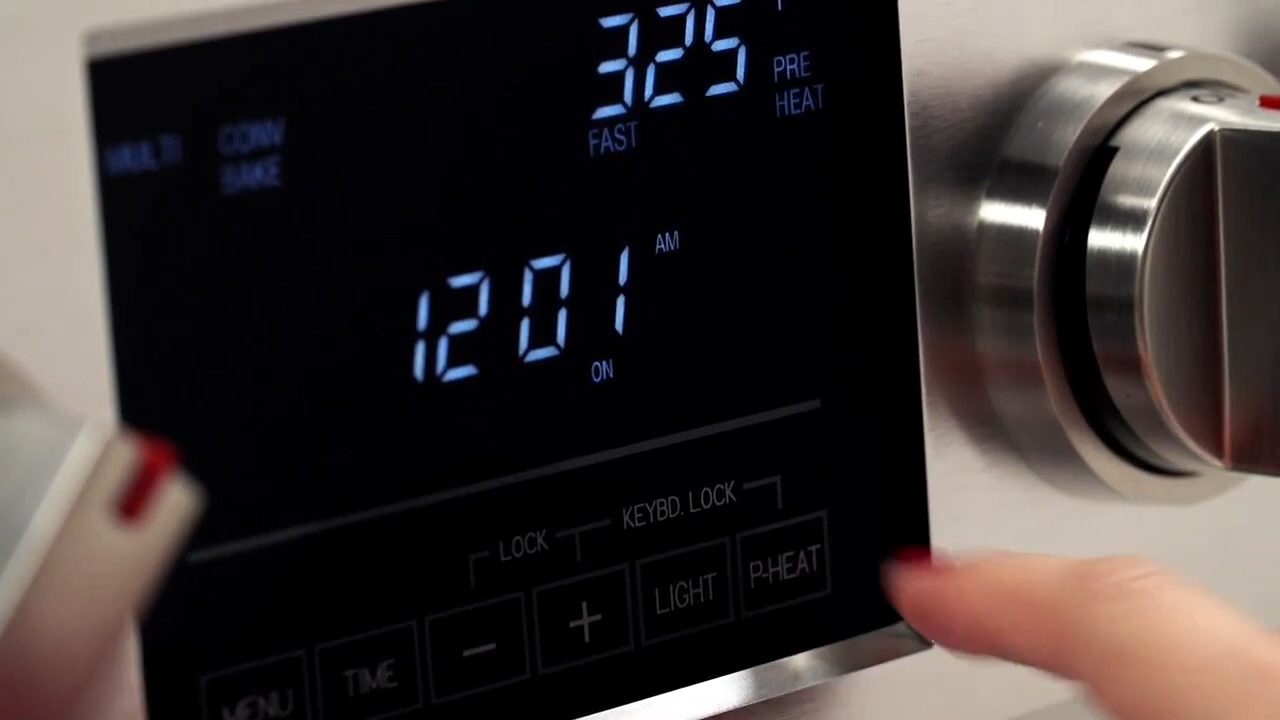 325
PRE
HEAT
FAST
MULTI
CONV
BAKE
12 01
AM
ON
LOCK
KEYBD. LOCK
MENU
TIME
-
+
LIGHT
P-HEAT